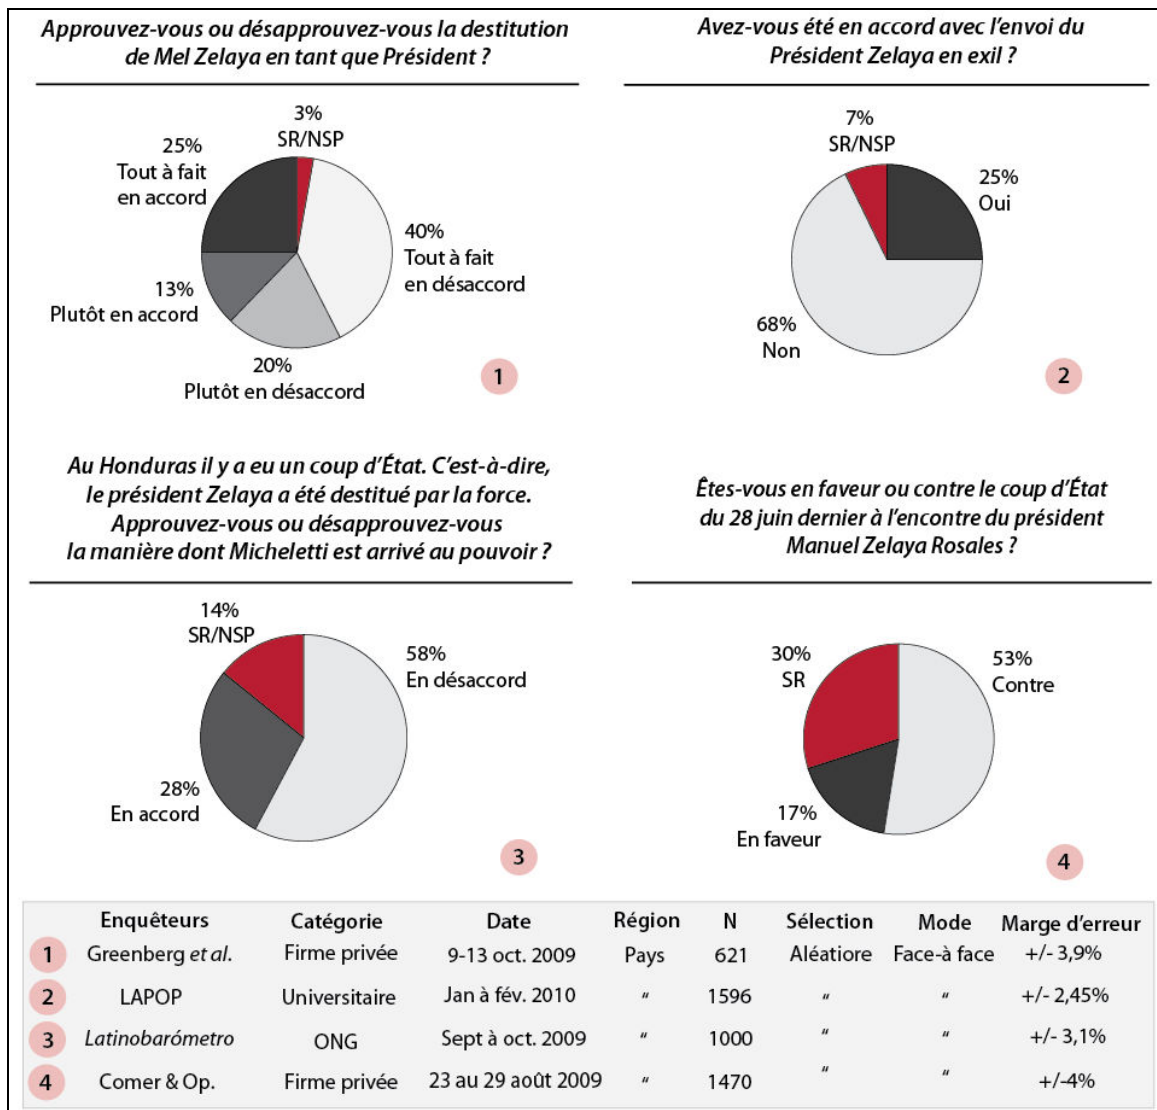 Approuvez-vous ou désapprouvez-vous la destitution
de Mel Zelaya en tant que Président ?
3%
SR/NSP
25%
Tout à fait
en accord
40%
Tout à fait
en désaccord
13%
Plutôt en accord
20%
Plutôt en désaccord
1
Avez-vous été en accord avec l'envoi du
Président Zelaya en exil ?
7%
SR/NSP
25%
Oui
68%
Non
2
Au Honduras il y a eu un coup d'État. C'est-à-dire,
le président Zelaya a été destitué par la force.
Approuvez-vous ou désapprouvez-vous
la manière dont Micheletti est arrivé au pouvoir ?
14%
SR/NSP
58%
En désaccord
28%
En accord
3
Êtes-vous en faveur ou contre le coup d'État
du 28 juin dernier à l'encontre du président
Manuel Zelaya Rosales ?
30%
SR
53%
Contre
17%
En faveur
4
Enquêteurs Catégorie Date Région N Sélection Mode Marge d'erreur
1 Greenberg et al. Firme privée 9-13 oct. 2009 Pays 621 Aléatiore Face-à face +/- 3,9%
2 LAPOP Universitaire Jan à fév. 2010 " 1596 " " +/- 2,45%
3 Latinobarómetro ONG Sept à oct. 2009 " 1000 " " +/- 3,1%
4 Comer & Op. Firme privée 23 au 29 août 2009 " 1470 " " +/-4%